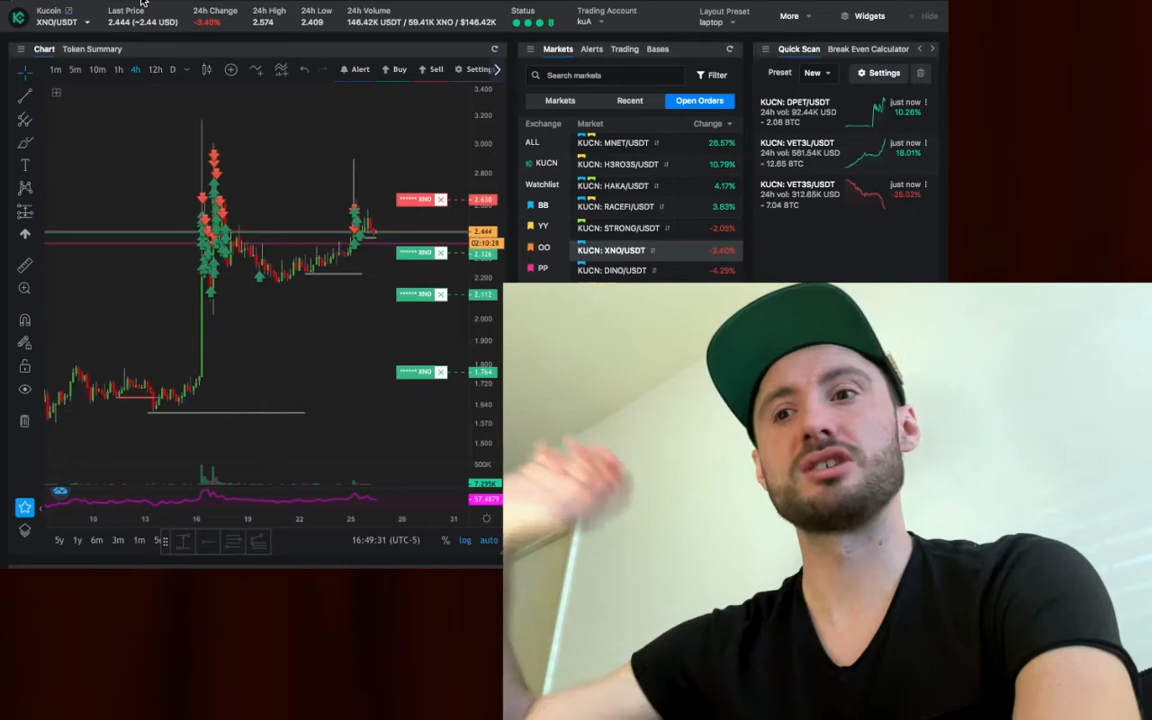 Kucoin
XNO/USDT
Last Price
2.444 (~2.44 USD)
24h Change
-3.40%
24h High
2.574
24h Low
2.409
24h Volume
146.42K USDT / 59.41K XNO / $146.42K
Status
Trading Account
kuA
Layout Preset
laptop
More
Widgets
Hide
Chart
Token Summary
1m 5m 10m 1h 4h 12h D
Alert
Buy
Sell
Setting
3.400
3.200
3.000
2.800
2.630
2.444
02:10:28
2.326
2.200
2.112
2.000
1.900
1.800
1.764
1.720
1.640
1.570
1.500
500K
7.295K
57.4879
****** XNO
****** XNO
****** XNO
****** XNO
10 13 16 19 22 25 28 31
5y 1y 6m 3m 1m
16:49:31 (UTC-5)
% log auto
Markets Alerts Trading Bases
Search markets
Filter
Markets Recent Open Orders
Exchange Market Change
ALL
KUCN
Watchlist
BB
YY
OO
PP
KUCN: MNET/USDT 26.57%
KUCN: H3RO3S/USDT 10.79%
KUCN: HAKA/USDT 4.17%
KUCN: RACEFI/USDT 3.83%
KUCN: STRONG/USDT -2.05%
KUCN: XNO/USDT -3.40%
KUCN: DINO/USDT -4.29%
Quick Scan
Break Even Calculator
Preset
New
Settings
KUCN: DPET/USDT
24h vol: 92.44K USD
~ 2.08 BTC
just now
10.26%
KUCN: VET3L/USDT
24h vol: 561.54K USD
~ 12.65 BTC
just now
18.01%
KUCN: VET3S/USDT
24h vol: 312.65K USD
~ 7.04 BTC
just now
-25.02%